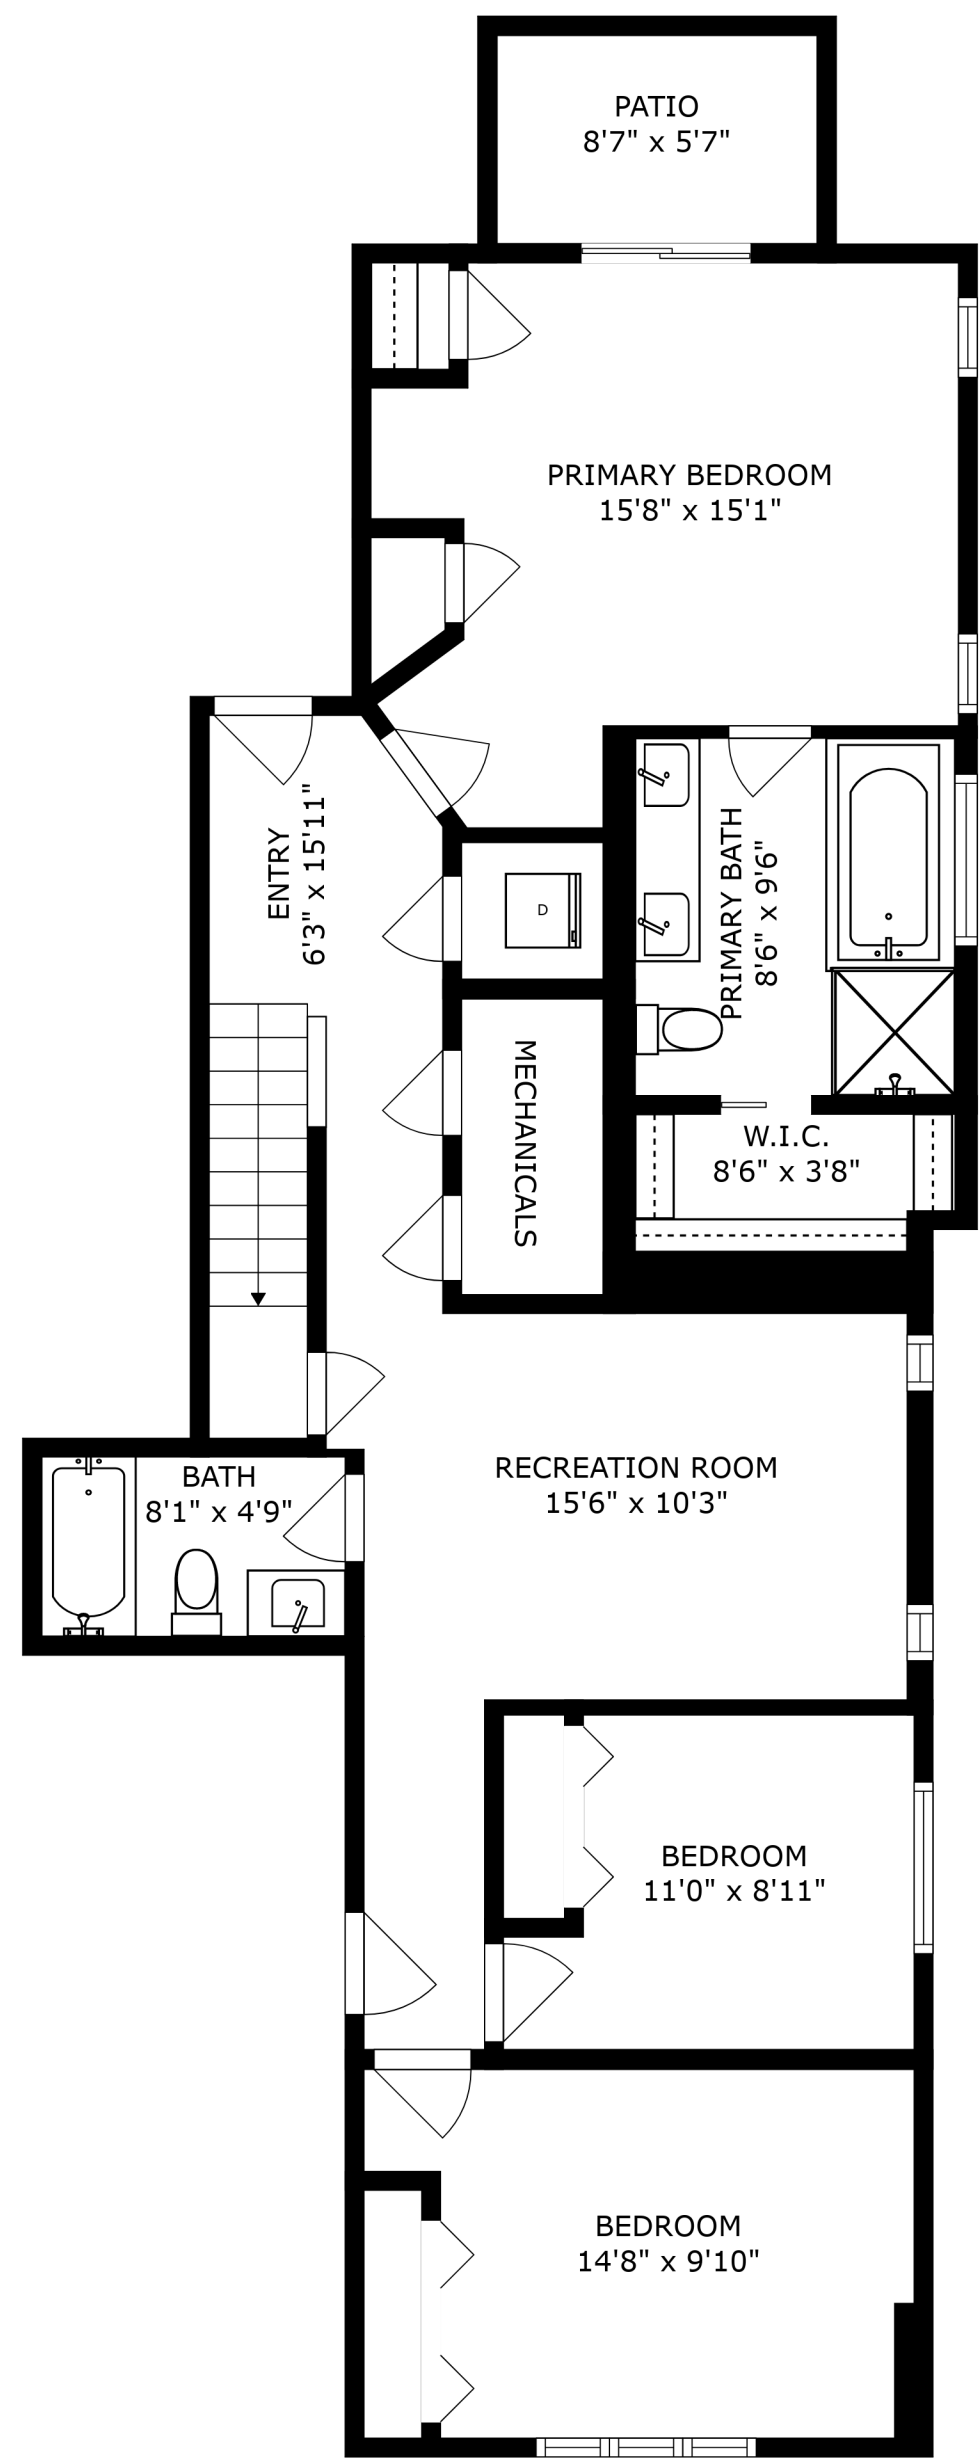 PATIO
8'7" x 5'7"
PRIMARY BEDROOM
15'8" x 15'1"
ENTRY
6'3" x 15'11"
D
PRIMARY BATH
8'6" x 9'6"
MECHANICALS
W.I.C.
8'6" x 3'8"
RECREATION ROOM
15'6" x 10'3"
BATH
8'1" x 4'9"
BEDROOM
11'0" x 8'11"
BEDROOM
14'8" x 9'10"